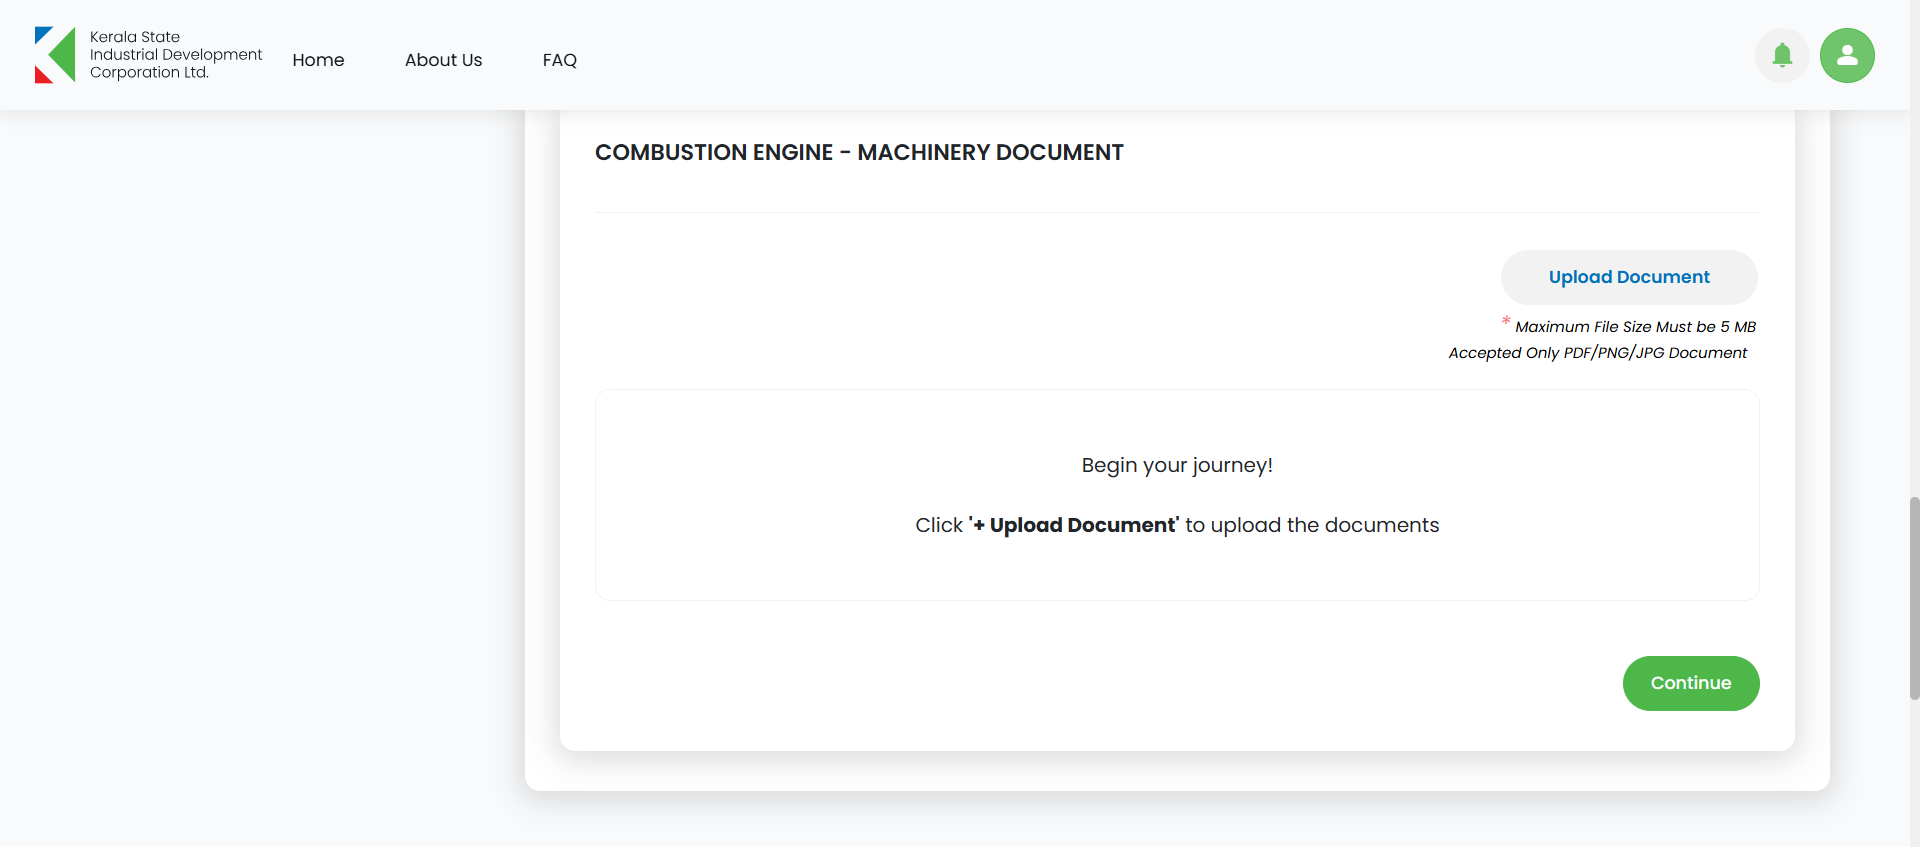 Kerala State
Industrial Development
Corporation Ltd.
Home
About Us
FAQ
COMBUSTION ENGINE - MACHINERY DOCUMENT
Upload Document
* Maximum File Size Must be 5 MB
Accepted Only PDF/PNG/JPG Document
Begin your journey!
Click '+ Upload Document' to upload the documents
Continue